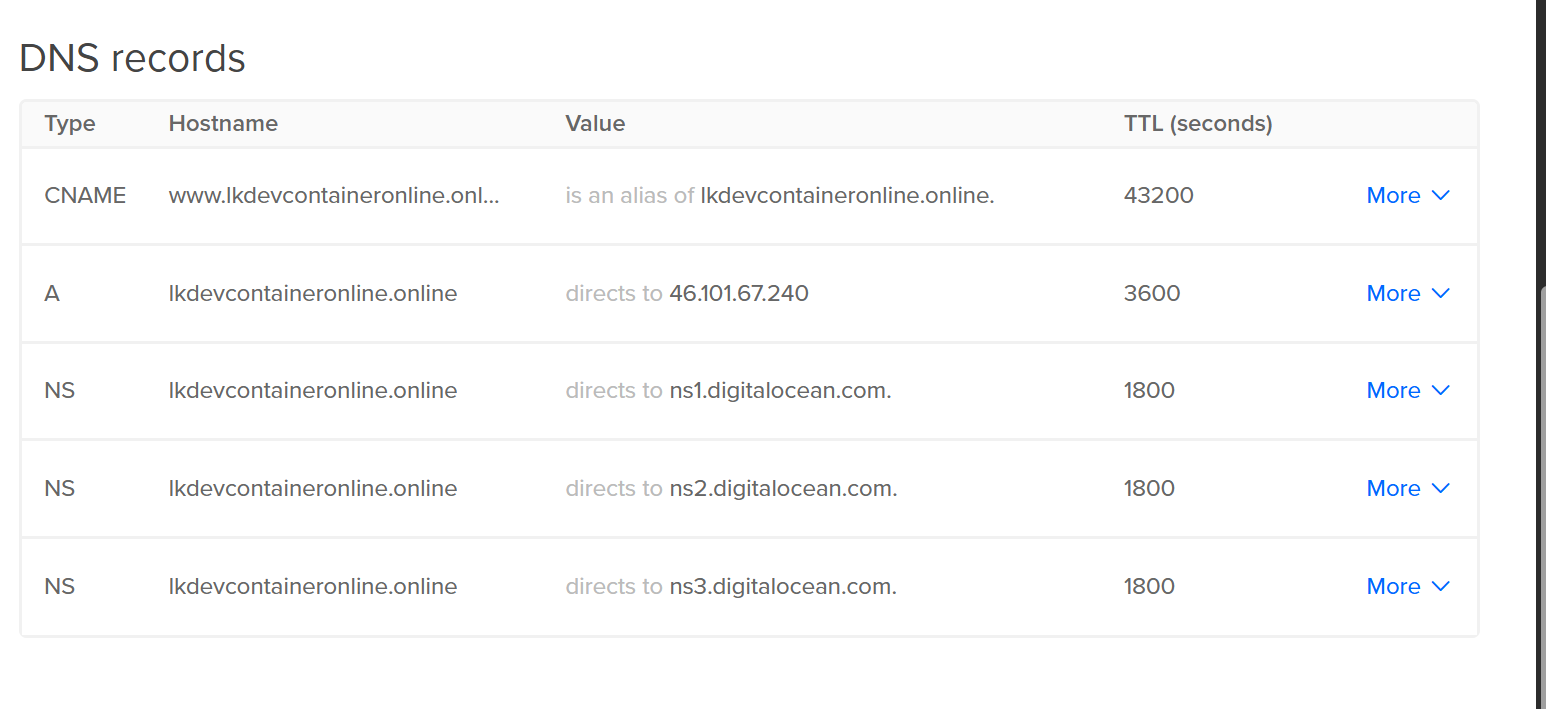 DNS records
Type Hostname Value TTL (seconds)
CNAME www.lkdevcontaineronline.onl... is an alias of lkdevcontaineronline.online. 43200 More
A lkdevcontaineronline.online directs to 46.101.67.240 3600 More
NS lkdevcontaineronline.online directs to ns1.digitalocean.com. 1800 More
NS lkdevcontaineronline.online directs to ns2.digitalocean.com. 1800 More
NS lkdevcontaineronline.online directs to ns3.digitalocean.com. 1800 More